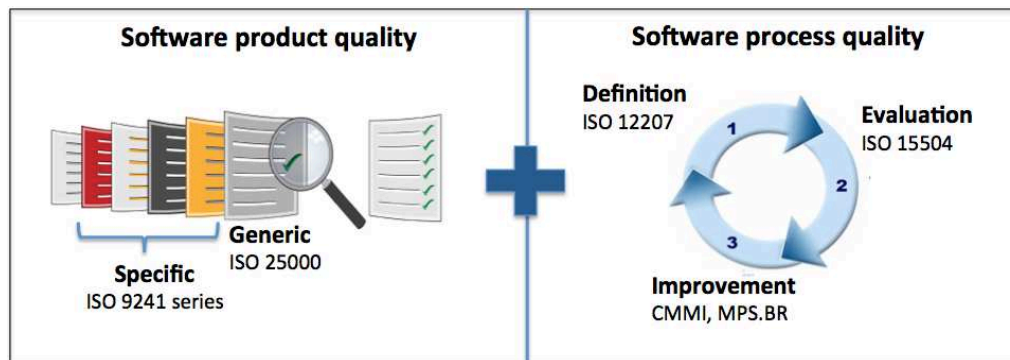 Software product quality
Generic
ISO 25000
Specific
ISO 9241 series
Software process quality
Definition
ISO 12207
Evaluation
ISO 15504
1
2
3
Improvement
CMMI, MPS.BR